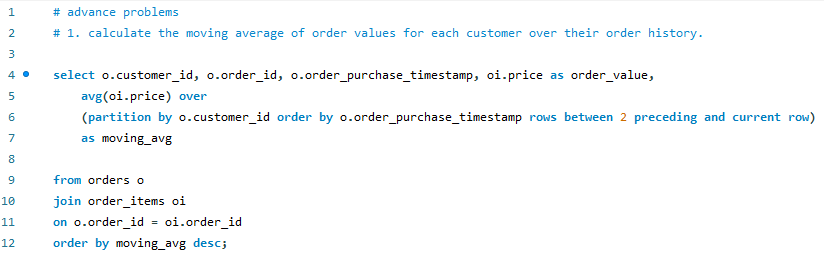 1 # advance problems
2 # 1. calculate the moving average of order values for each customer over their order history.
3
4 select o.customer_id, o.order_id, o.order_purchase_timestamp, oi.price as order_value,
5 avg(oi.price) over
6 (partition by o.customer_id order by o.order_purchase_timestamp rows between 2 preceding and current row)
7 as moving_avg
8
9 from orders o
10 join order_items oi
11 on o.order_id = oi.order_id
12 order by moving_avg desc;